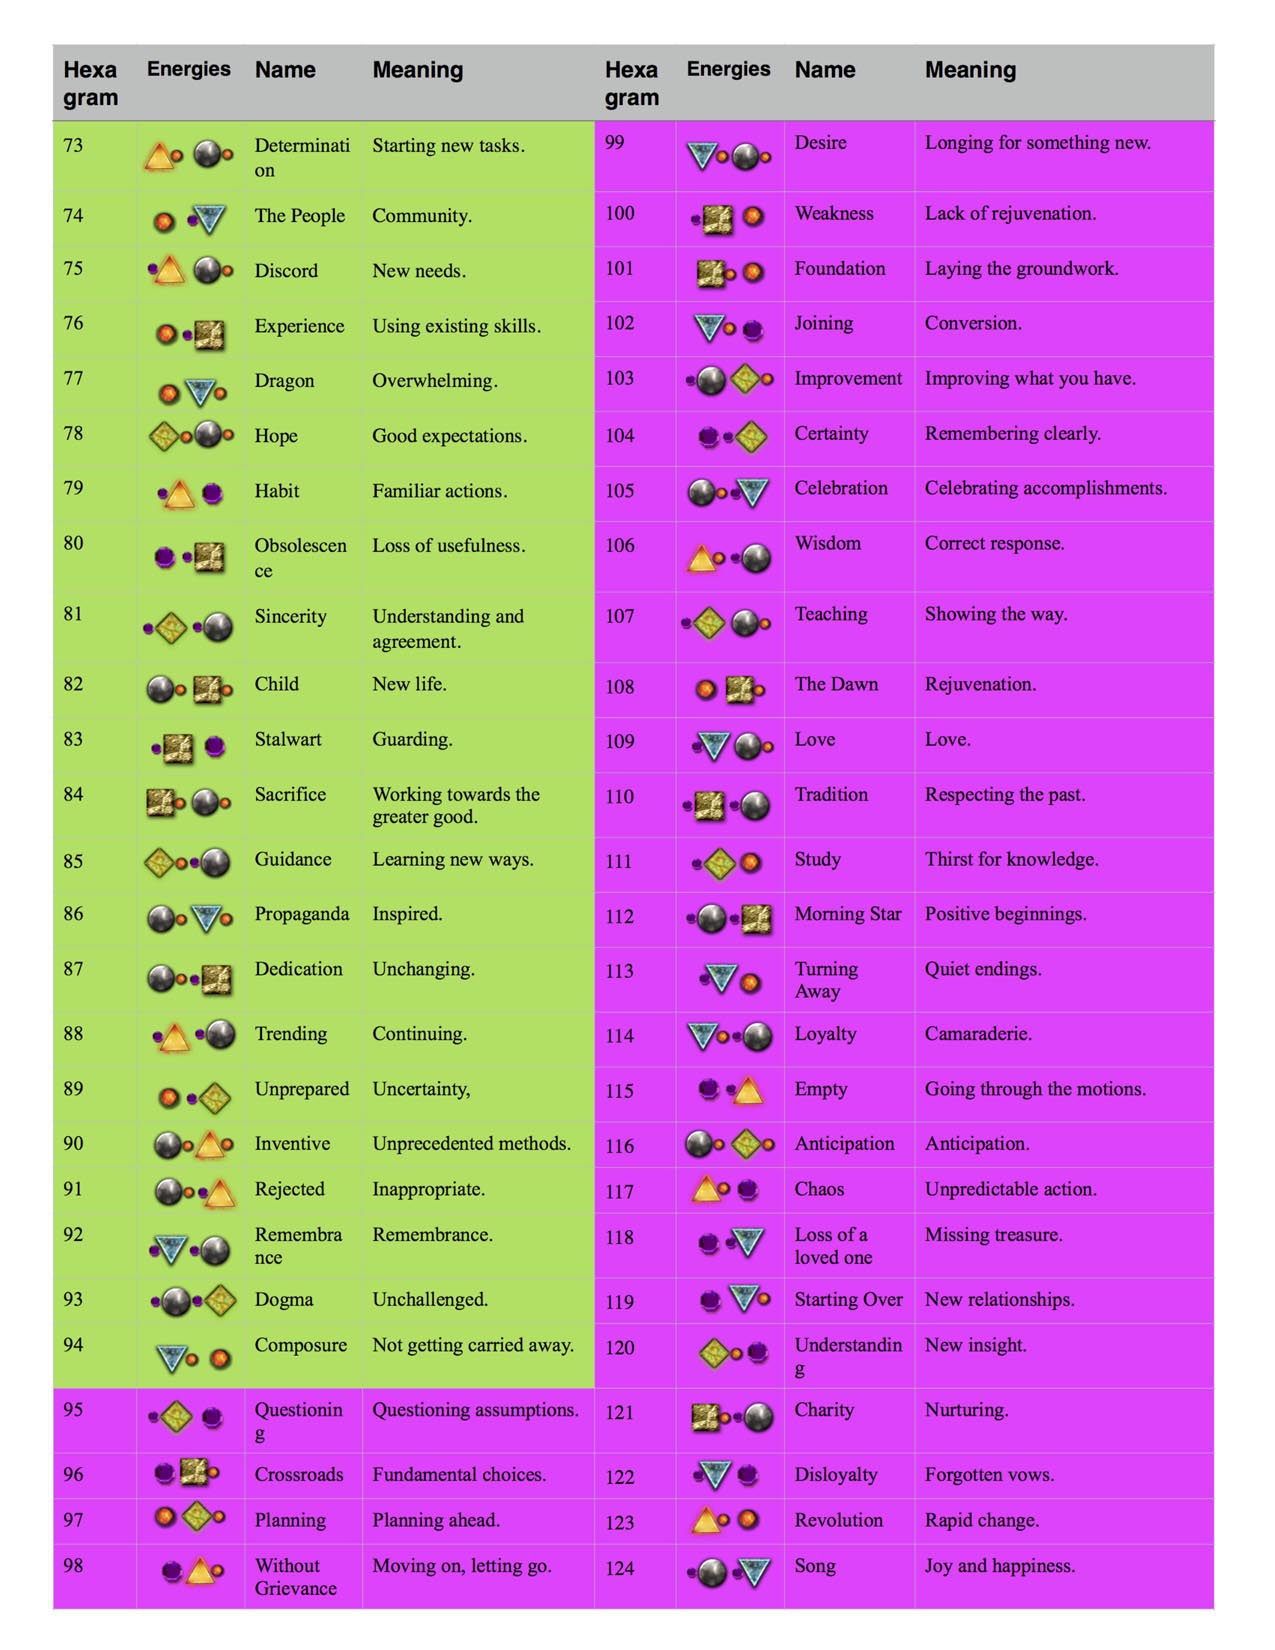 Hexa gram Energies Name Meaning Hexa gram Energies Name Meaning
73 Determinati on Starting new tasks. 99 Desire Longing for something new.
74 The People Community. 100 Weakness Lack of rejuvenation.
75 Discord New needs. 101 Foundation Laying the groundwork.
76 Experience Using existing skills. 102 Joining Conversion.
77 Dragon Overwhelming. 103 Improvement Improving what you have.
78 Hope Good expectations. 104 Certainty Remembering clearly.
79 Habit Familiar actions. 105 Celebration Celebrating accomplishments.
80 Obsolescen ce Loss of usefulness. 106 Wisdom Correct response.
81 Sincerity Understanding and agreement. 107 Teaching Showing the way.
82 Child New life. 108 The Dawn Rejuvenation.
83 Stalwart Guarding. 109 Love Love.
84 Sacrifice Working towards the greater good. 110 Tradition Respecting the past.
85 Guidance Learning new ways. 111 Study Thirst for knowledge.
86 Propaganda Inspired. 112 Morning Star Positive beginnings.
87 Dedication Unchanging. 113 Turning Away Quiet endings.
88 Trending Continuing. 114 Loyalty Camaraderie.
89 Unprepared Uncertainty, 115 Empty Going through the motions.
90 Inventive Unprecedented methods. 116 Anticipation Anticipation.
91 Rejected Inappropriate. 117 Chaos Unpredictable action.
92 Remembra nce Remembrance. 118 Loss of a loved one Missing treasure.
93 Dogma Unchallenged. 119 Starting Over New relationships.
94 Composure Not getting carried away. 120 Understandin g New insight.
95 Questionin g Questioning assumptions. 121 Charity Nurturing.
96 Crossroads Fundamental choices. 122 Disloyalty Forgotten vows.
97 Planning Planning ahead. 123 Revolution Rapid change.
98 Without Grievance Moving on, letting go. 124 Song Joy and happiness.